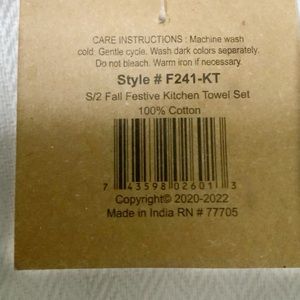 CARE INSTRUCTIONS : Machine wash
cold. Gentle cycle. Wash dark colors separately.
Do not bleach. Warm iron if necessary.
Style # F241-KT
S/2 Fall Festive Kitchen Towel Set
100% Cotton
7 43598 02601 3
Copyright© 2020-2022
Made in India RN # 77705